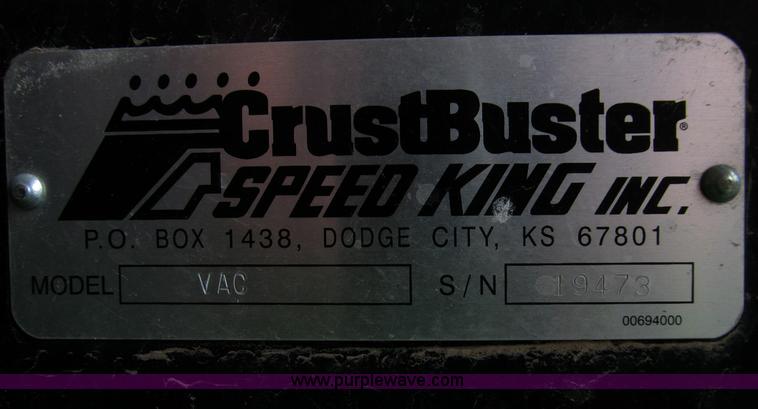 CrustBuster®
SPEED KING INC.
P.O. BOX 1438, DODGE CITY, KS 67801
MODEL VAC S/N 19473
00694000
www.purplewave.com